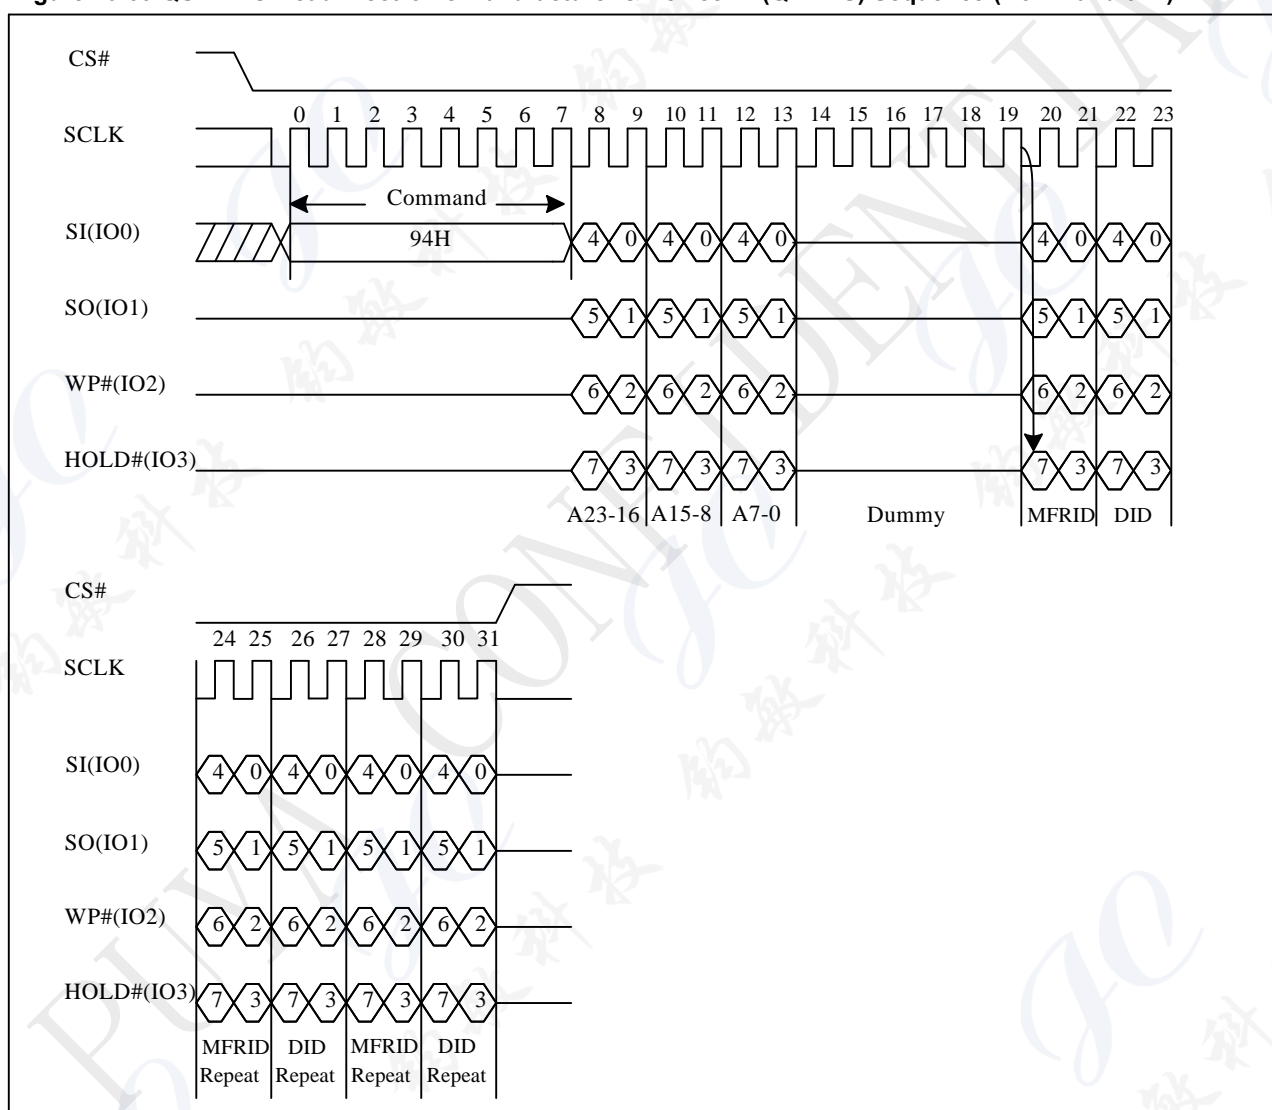 CS#
0 1 2 3 4 5 6 7 8 9 10 11 12 13 14 15 16 17 18 19 20 21 22 23
SCLK
Command
SI(IO0)
94H
4 0 4 0 4 0 4 0 4 0
SO(IO1)
5 1 5 1 5 1 5 1 5 1
WP#(IO2)
6 2 6 2 6 2 6 2 6 2
HOLD#(IO3)
7 3 7 3 7 3 7 3 7 3
A23-16 A15-8 A7-0 Dummy MFRID DID
CS#
24 25 26 27 28 29 30 31
SCLK
SI(IO0)
4 0 4 0 4 0 4 0
SO(IO1)
5 1 5 1 5 1 5 1
WP#(IO2)
6 2 6 2 6 2 6 2
HOLD#(IO3)
7 3 7 3 7 3 7 3
MFRID DID MFRID DID
Repeat Repeat Repeat Repeat
PUYA CONFIDENTIAL